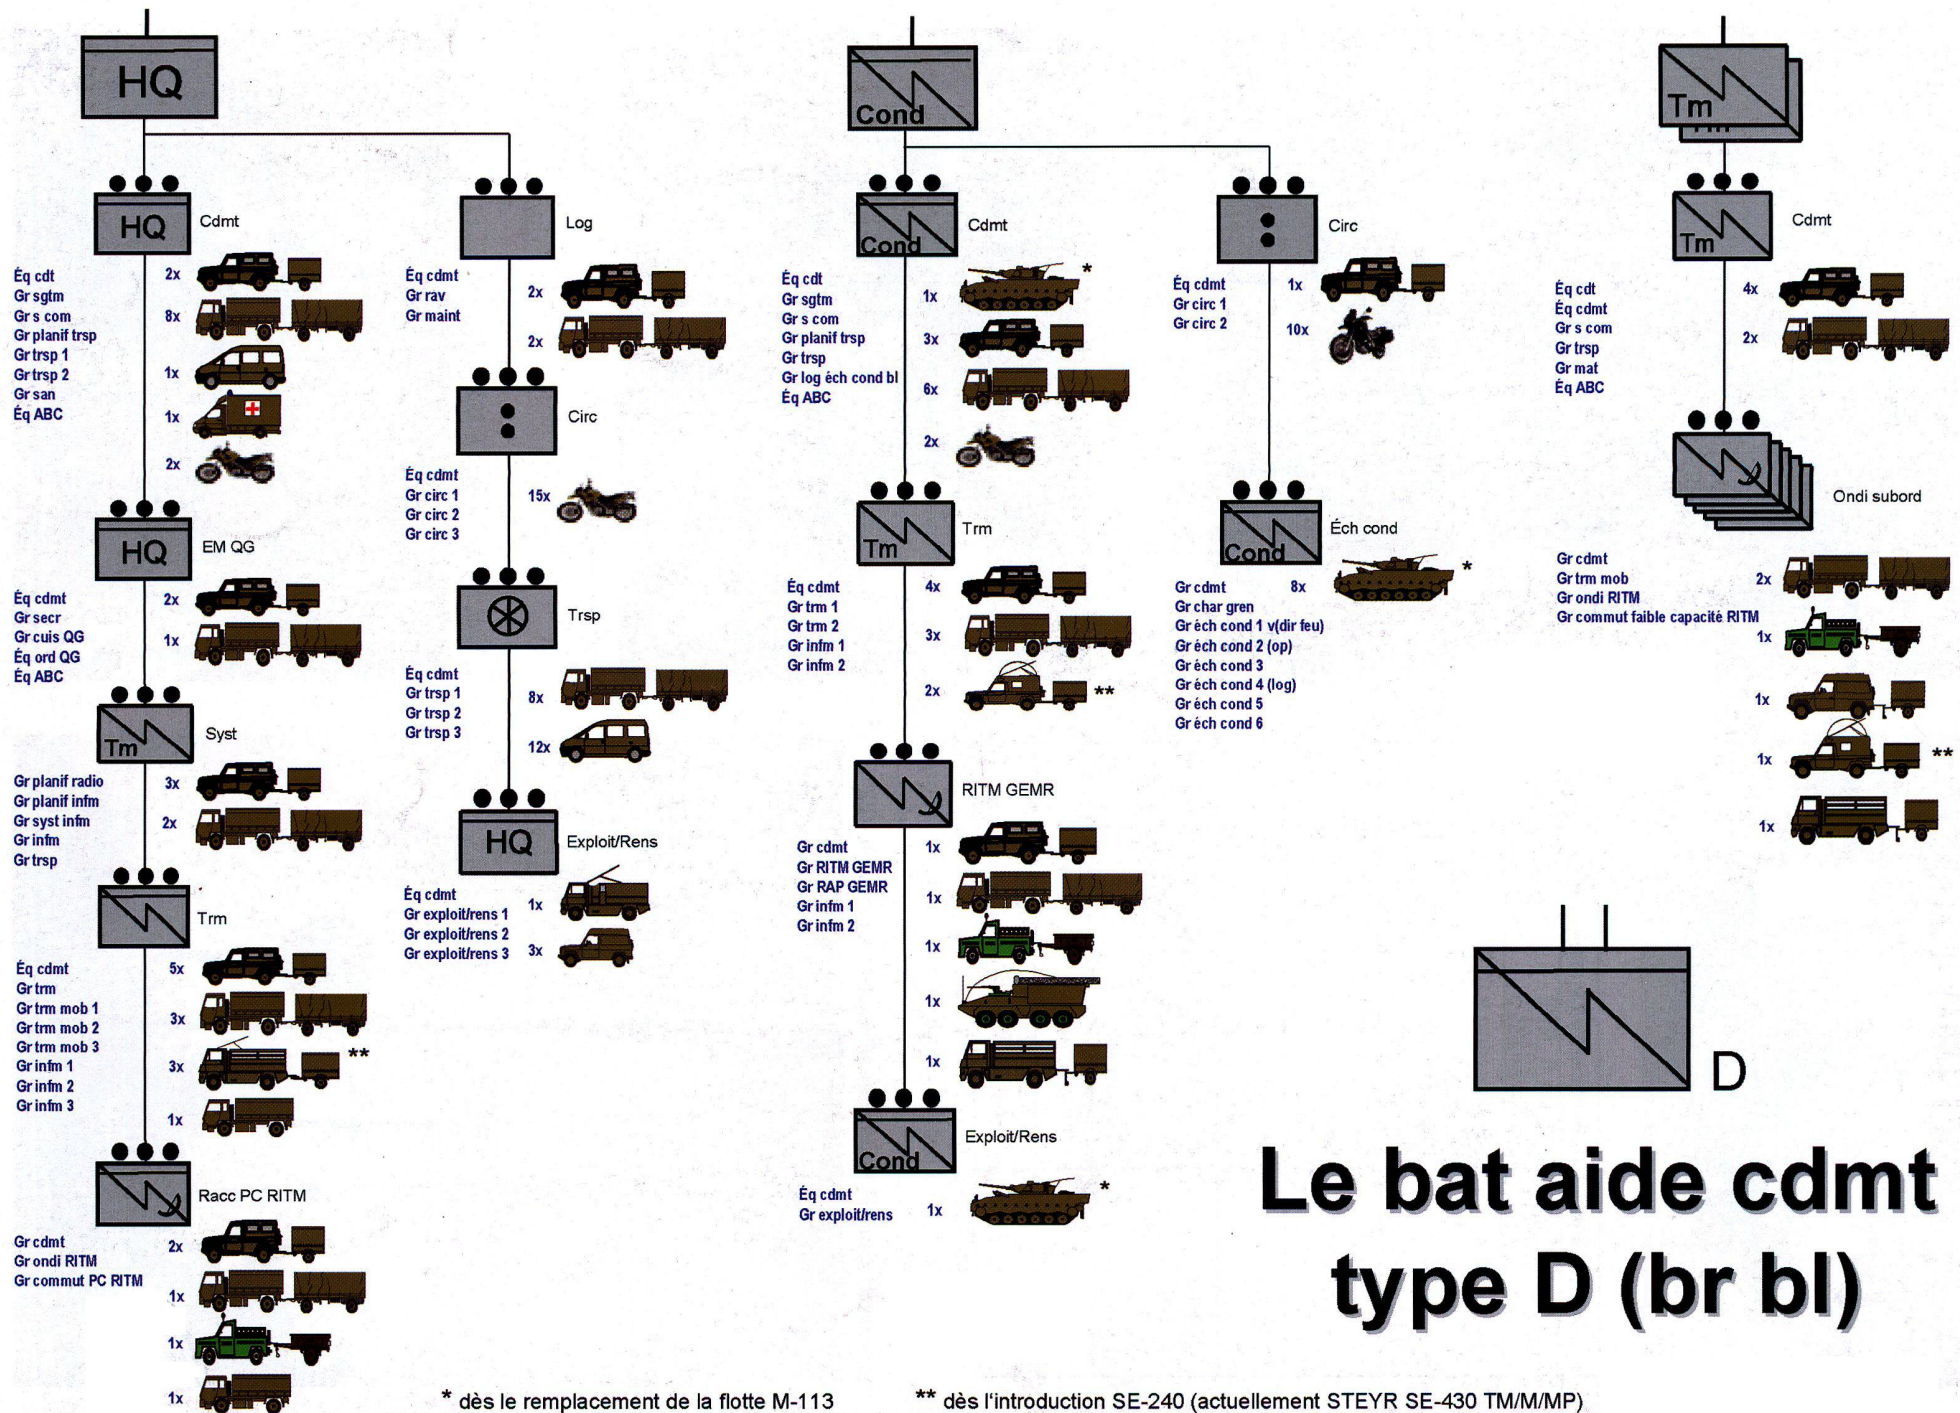 HQ
HQ
Cdmt
Éq cdt
Gr sgtm
Gr s com
Gr planif trsp
Gr trsp 1
Gr trsp 2
Gr san
Éq ABC
2x
8x
1x
1x
2x
HQ
EM QG
Éq cdmt
Gr secr
Gr cuis QG
Éq ord QG
Éq ABC
2x
1x
Tm
Syst
Gr planif radio
Gr planif infm
Gr syst infm
Gr infm
Gr trsp
3x
2x
Trm
Éq cdmt
Gr trm
Gr trm mob 1
Gr trm mob 2
Gr trm mob 3
Gr infm 1
Gr infm 2
Gr infm 3
5x
3x
3x
**
1x
Racc PC RITM
Gr cdmt
Gr ondi RITM
Gr commut PC RITM
2x
1x
1x
1x
Log
Éq cdmt
Gr rav
Gr maint
2x
2x
Circ
Éq cdmt
Gr circ 1
Gr circ 2
Gr circ 3
15x
Trsp
Éq cdmt
Gr trsp 1
Gr trsp 2
Gr trsp 3
8x
12x
HQ
Exploit/Rens
Éq cdmt
Gr exploit/rens 1
Gr exploit/rens 2
Gr exploit/rens 3
1x
3x
Cond
Cond
Cdmt
Éq cdt
Gr sgtm
Gr s com
Gr planif trsp
Gr trsp
Gr log éch cond bl
Éq ABC
1x
*
3x
6x
2x
Tm
Trm
Éq cdmt
Gr trm 1
Gr trm 2
Gr infm 1
Gr infm 2
4x
3x
2x
**
RITM GEMR
Gr cdmt
Gr RITM GEMR
Gr RAP GEMR
Gr infm 1
Gr infm 2
1x
1x
1x
1x
1x
Cond
Exploit/Rens
Éq cdmt
Gr exploit/rens
1x
*
Circ
Éq cdmt
Gr circ 1
Gr circ 2
1x
10x
Cond
Éch cond
Gr cdmt
Gr char gren
Gr éch cond 1 v(dir feu)
Gr éch cond 2 (op)
Gr éch cond 3
Gr éch cond 4 (log)
Gr éch cond 5
Gr éch cond 6
8x
*
Tm
Tm
Tm
Cdmt
Éq cdt
Éq cdmt
Gr s com
Gr trsp
Gr mat
Éq ABC
4x
2x
Ondi subord
Gr cdmt
Gr trm mob
Gr ondi RITM
Gr commut faible capacité RITM
2x
1x
1x
1x
**
1x
D
Le bat aide cdmt
type D (br bl)
* dès le remplacement de la flotte M-113
** dès l'introduction SE-240 (actuellement STEYR SE-430 TM/M/MP)